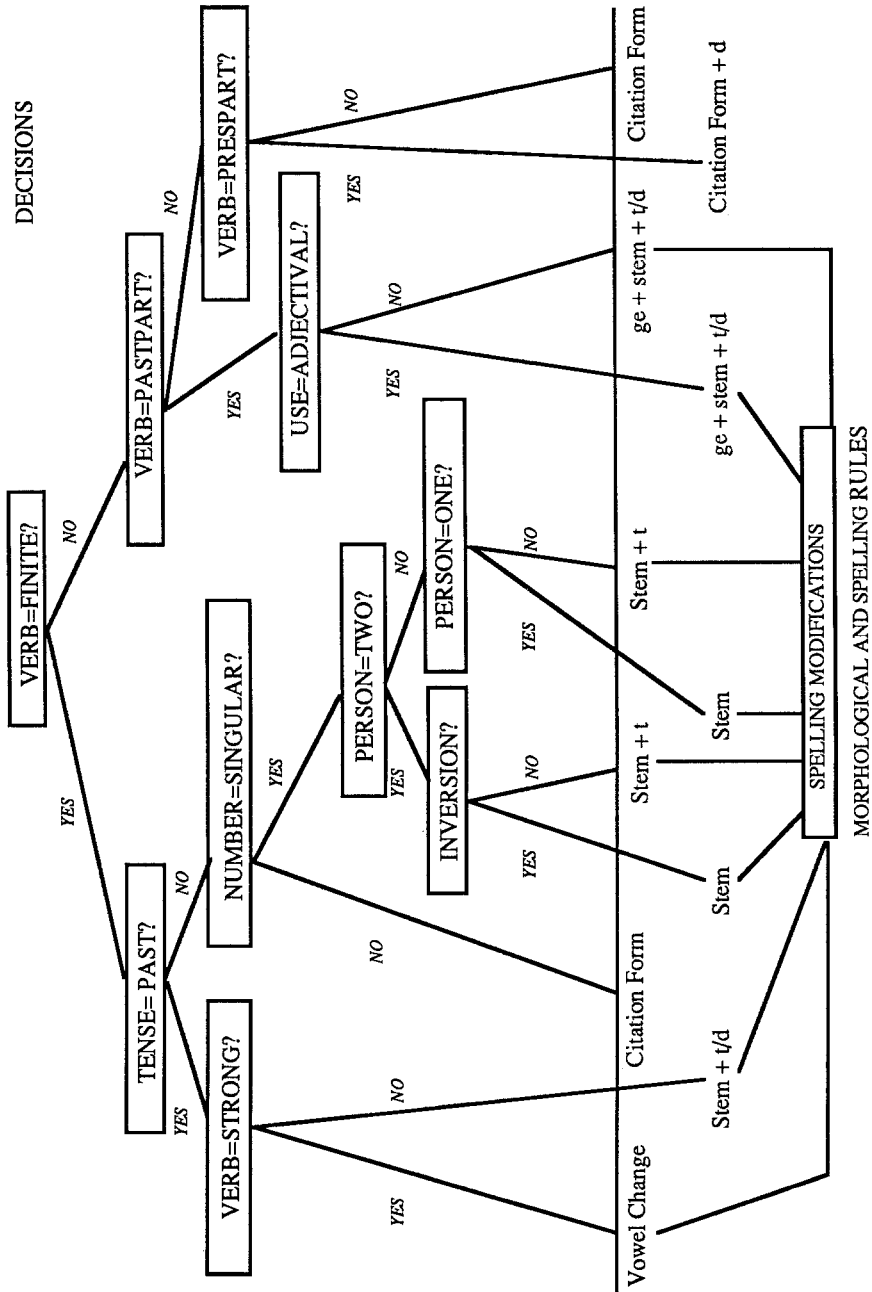 DECISIONS
VERB=FINITE?
YES
NO
TENSE= PAST?
VERB=PASTPART?
YES
NO
YES
NO
VERB=STRONG?
NUMBER=SINGULAR?
VERB=PRESPART?
USE=ADJECTIVAL?
YES
NO
NO
YES
YES
NO
YES
NO
PERSON=TWO?
YES
NO
INVERSION?
PERSON=ONE?
YES
NO
YES
NO
Vowel Change
Citation Form
Stem + t
Stem + t
ge + stem + t/d
Citation Form
Stem + t/d
Stem
Stem
ge + stem + t/d
Citation Form + d
SPELLING MODIFICATIONS
MORPHOLOGICAL AND SPELLING RULES